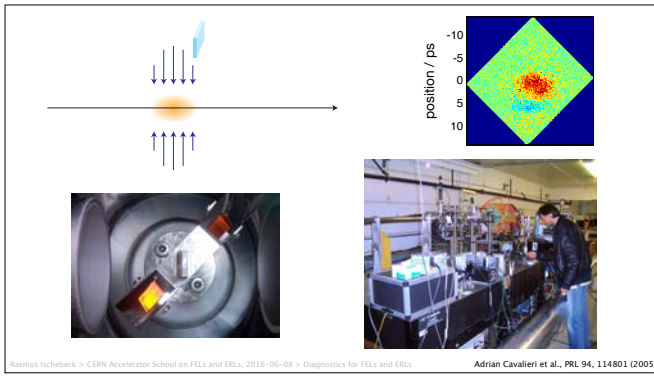 position / ps
-10
-5
0
5
10
Rasmus Ischebeck > CERN Accelerator School on FELs and ERLs, 2016-06-08 > Diagnostics for FELs and ERLs
Adrian Cavalieri et al., PRL 94, 114801 (2005)